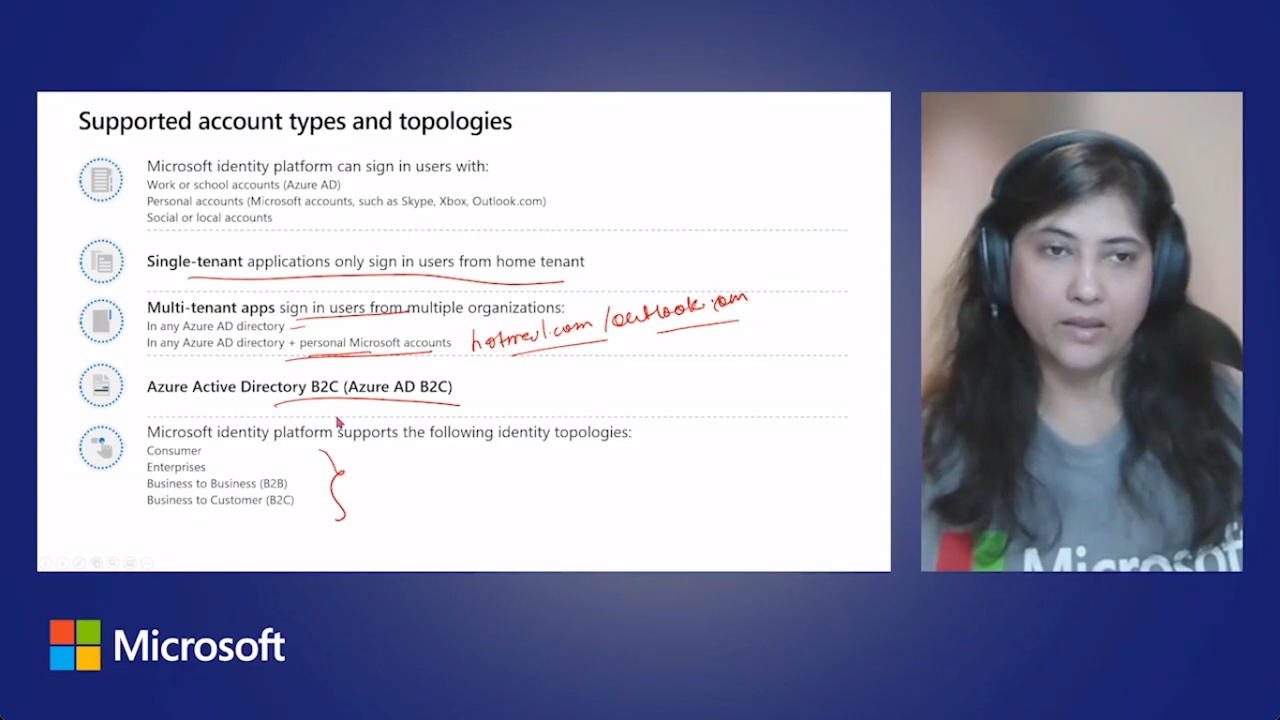 Supported account types and topologies
Microsoft identity platform can sign in users with:
Work or school accounts (Azure AD)
Personal accounts (Microsoft accounts, such as Skype, Xbox, Outlook.com)
Social or local accounts
Single-tenant applications only sign in users from home tenant
Multi-tenant apps sign in users from multiple organizations:
In any Azure AD directory
In any Azure AD directory + personal Microsoft accounts
hotmail.com /outlook.com
Azure Active Directory B2C (Azure AD B2C)
Microsoft identity platform supports the following identity topologies:
Consumer
Enterprises
Business to Business (B2B)
Business to Customer (B2C)
Microsoft
Microsoft